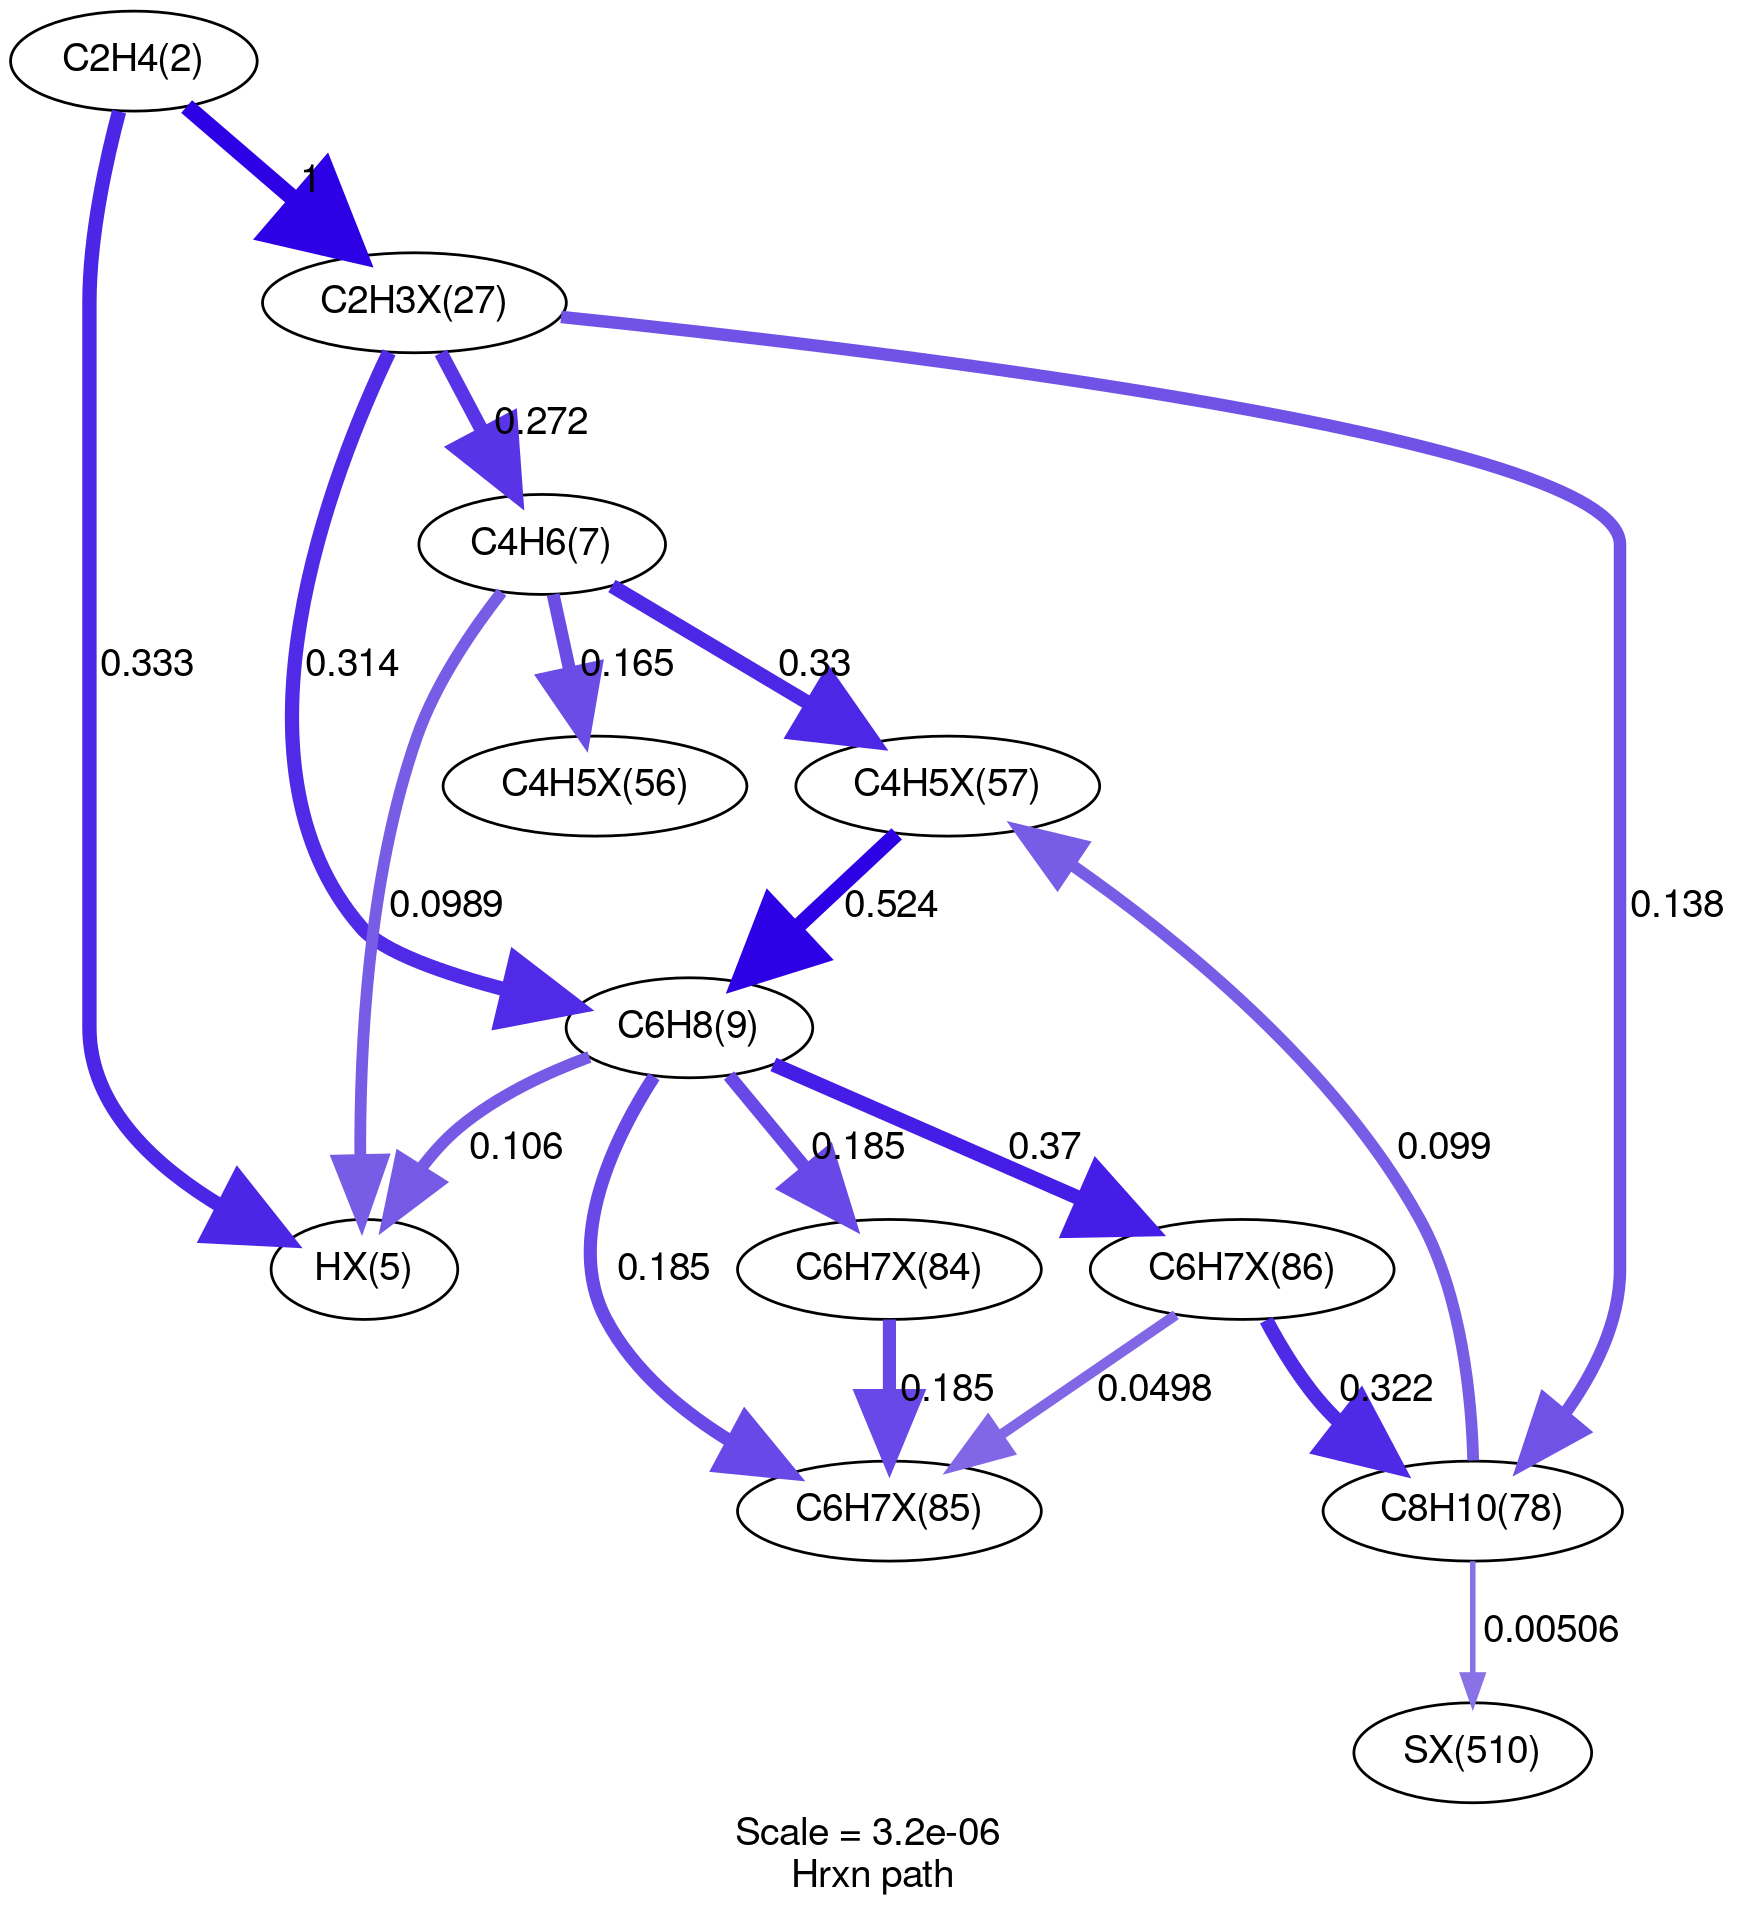 C2H4(2)
1
C2H3X(27)
0.272
C4H6(7)
0.333
0.314
0.165
0.33
C4H5X(56)
C4H5X(57)
0.0989
0.524
0.138
C6H8(9)
0.106
0.185
0.37
0.099
HX(5)
0.185
C6H7X(84)
C6H7X(86)
0.185
0.0498
0.322
C6H7X(85)
C8H10(78)
0.00506
SX(510)
Scale = 3.2e-06
Hrxn path